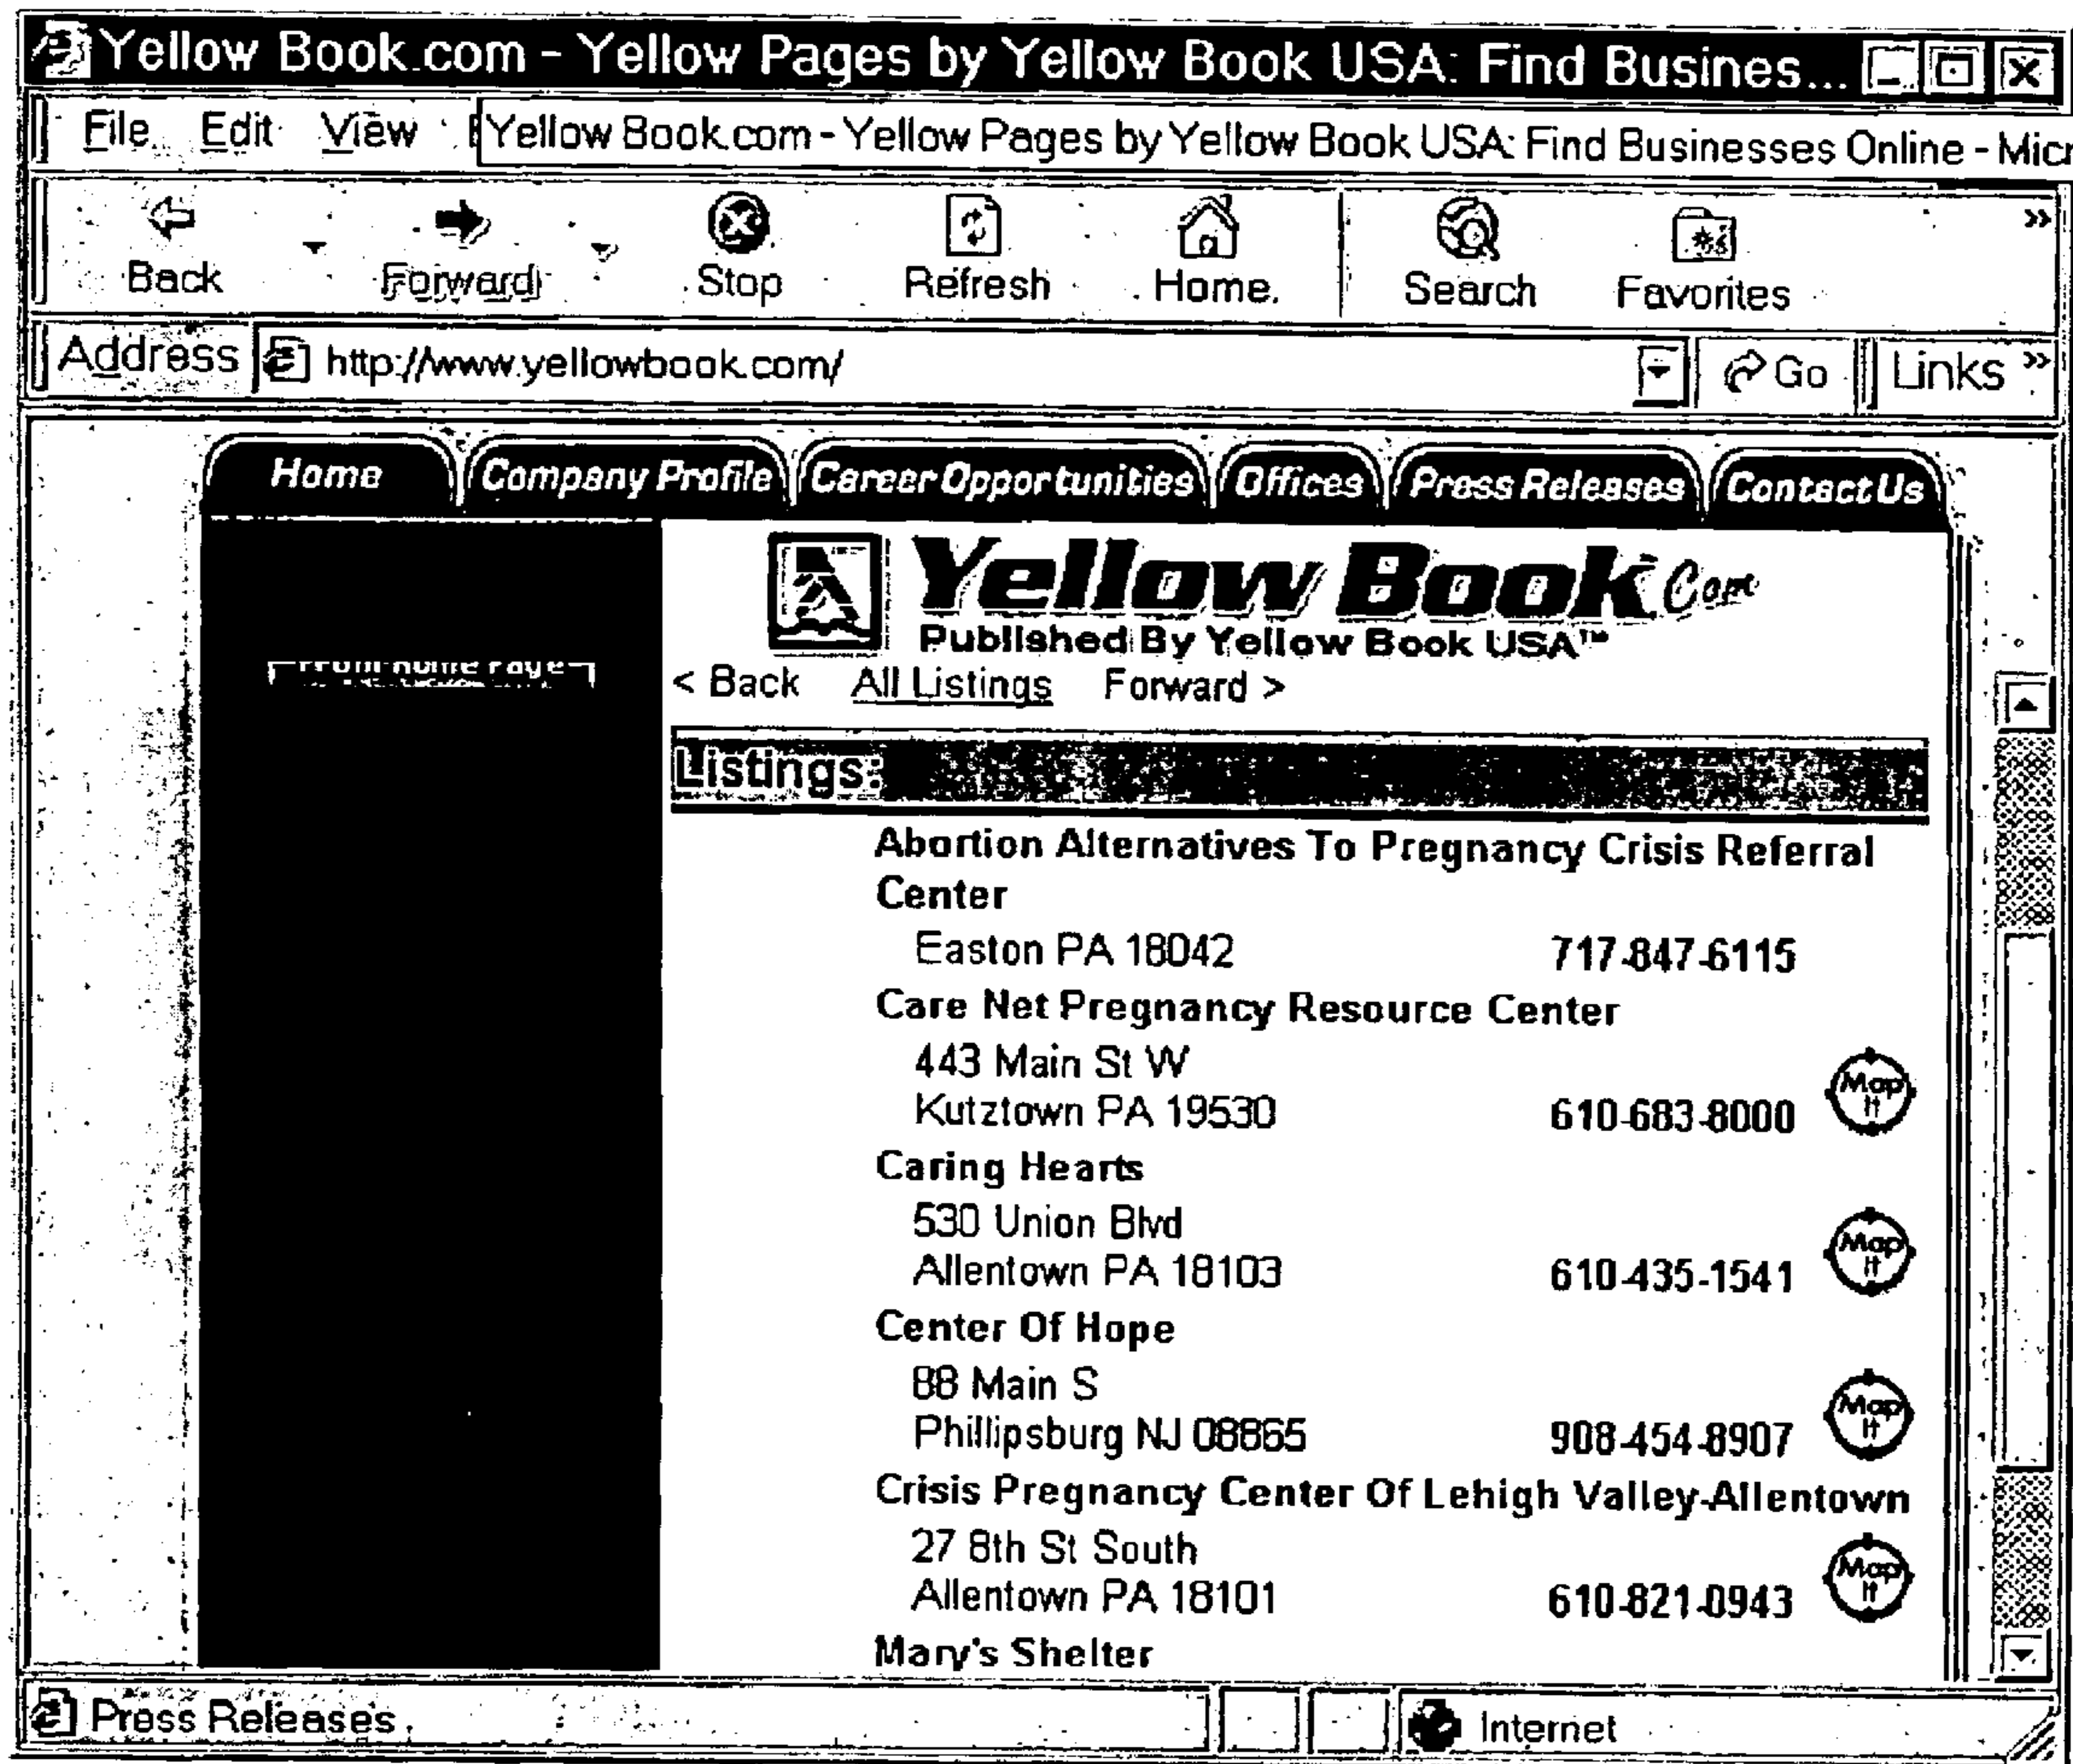 Yellow Book.com - Yellow Pages by Yellow Book USA: Find Busines...
File Edit View Yellow Book.com - Yellow Pages by Yellow Book USA: Find Businesses Online - Micr
Back Forward Stop Refresh Home Search Favorites »
Address http://www.yellowbook.com/ Go Links »
Home Company Profile Career Opportunities Offices Press Releases Contact Us
Yellow Book.Com
Published By Yellow Book USA™
From Home Page
< Back All Listings Forward >
Listings:
Abortion Alternatives To Pregnancy Crisis Referral
Center
Easton PA 18042 717-847-6115
Care Net Pregnancy Resource Center
443 Main St W
Kutztown PA 19530 610-683-8000 Map It
Caring Hearts
530 Union Blvd
Allentown PA 18103 610-435-1541 Map It
Center Of Hope
88 Main S
Phillipsburg NJ 08865 908-454-8907 Map It
Crisis Pregnancy Center Of Lehigh Valley-Allentown
27 8th St South
Allentown PA 18101 610-821-0943 Map It
Mary's Shelter
Press Releases Internet